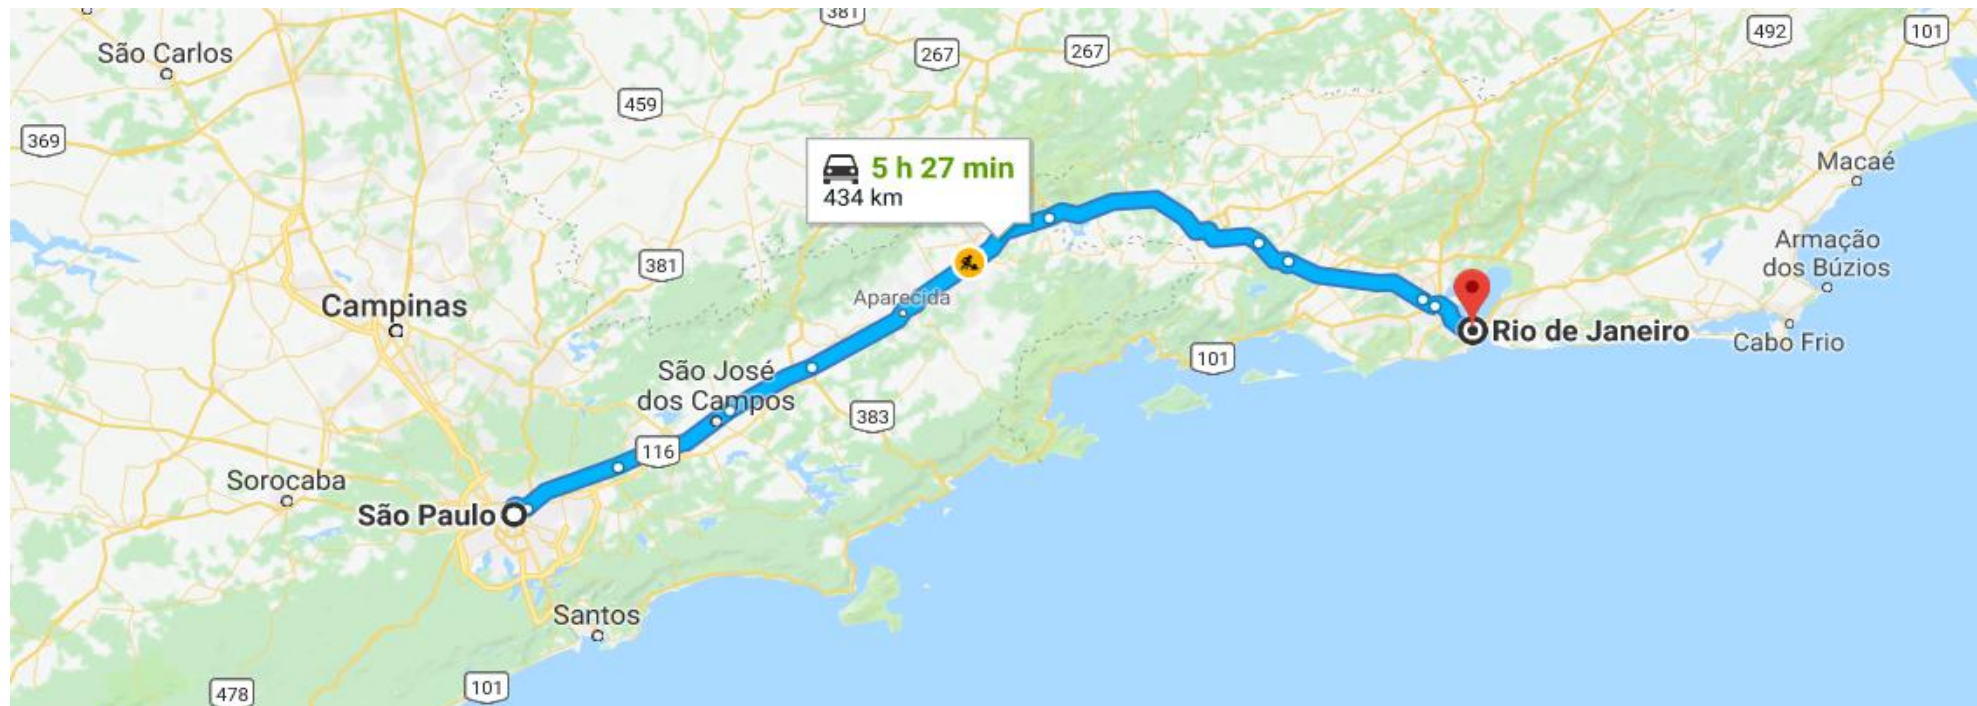 381
São Carlos
267
267
492
101
459
369
5 h 27 min
434 km
Macaé
Armação
dos Búzios
381
Aparecida
Campinas
Rio de Janeiro
Cabo Frio
101
São José
dos Campos
383
116
Sorocaba
São Paulo
Santos
478
101